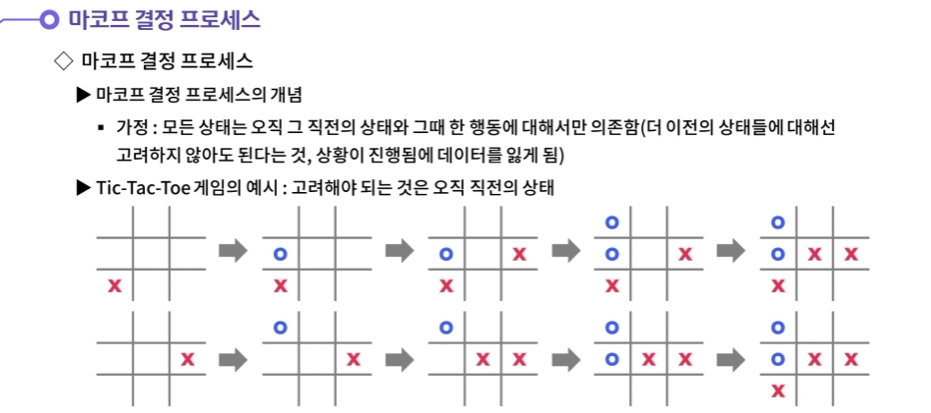 마코프 결정 프로세스
◇ 마코프 결정 프로세스
▶ 마코프 결정 프로세스의 개념
▪ 가정 : 모든 상태는 오직 그 직전의 상태와 그때 한 행동에 대해서만 의존함(더 이전의 상태들에 대해선
고려하지 않아도 된다는 것, 상황이 진행됨에 데이터를 잃게 됨)
▶ Tic-Tac-Toe 게임의 예시 : 고려해야 되는 것은 오직 직전의 상태
O O
O O X O X O X X
X X X X X
O O O O
X X X X O X X O X X
X